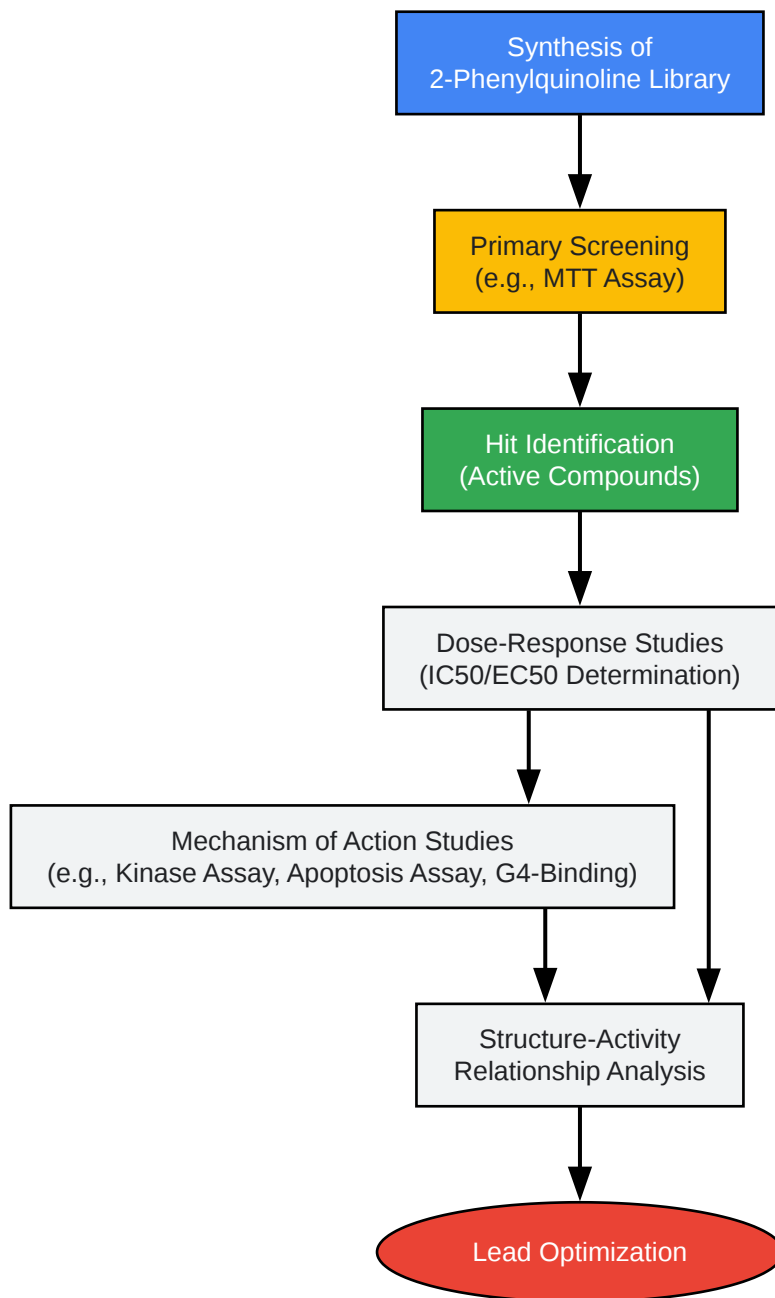 Synthesis of
2-Phenylquinoline Library
Primary Screening
(e.g., MTT Assay)
Hit Identification
(Active Compounds)
Dose-Response Studies
(IC50/EC50 Determination)
Mechanism of Action Studies
(e.g., Kinase Assay, Apoptosis Assay, G4-Binding)
Structure-Activity
Relationship Analysis
Lead Optimization